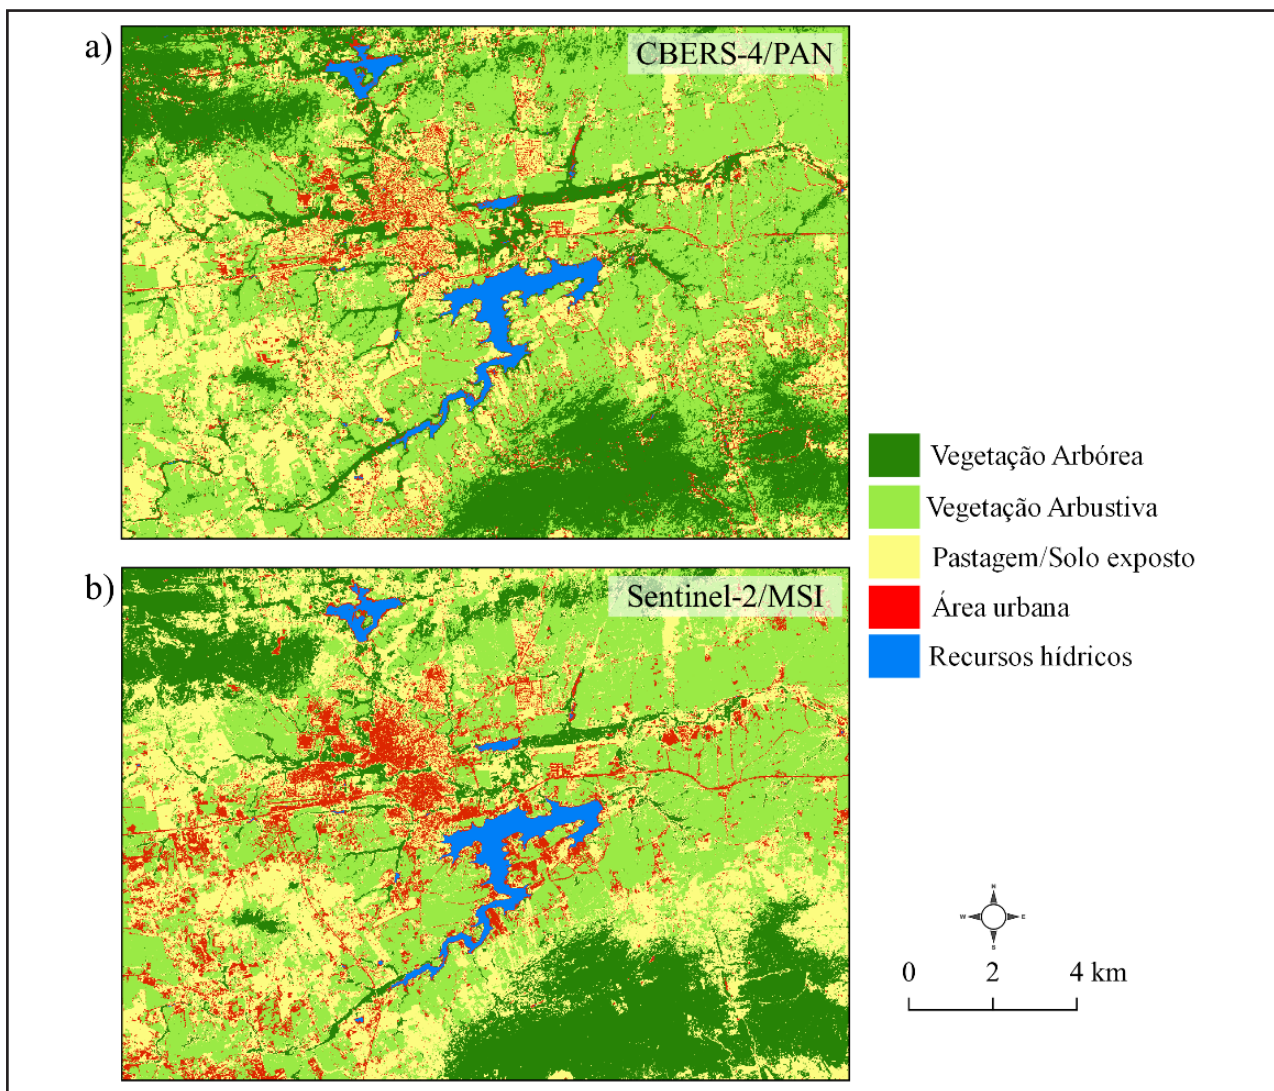 a)
CBERS-4/PAN
b)
Sentinel-2/MSI
Vegetação Arbórea
Vegetação Arbustiva
Pastagem/Solo exposto
Área urbana
Recursos hídricos
N
W E
S
0 2 4 km